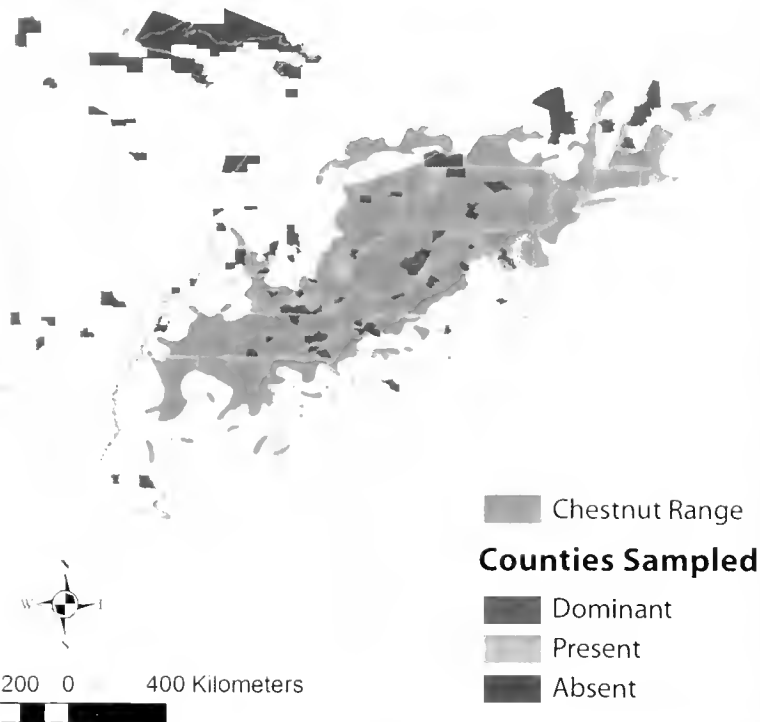 Chestnut Range
Counties Sampled
Dominant
Present
Absent
W
200 0 400 Kilometers